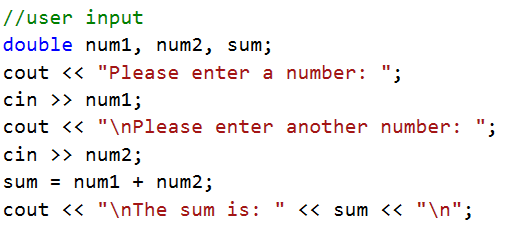 //user input
double num1, num2, sum;
cout << "Please enter a number: ";
cin >> num1;
cout << "\nPlease enter another number: ";
cin >> num2;
sum = num1 + num2;
cout << "\nThe sum is: " << sum << "\n";